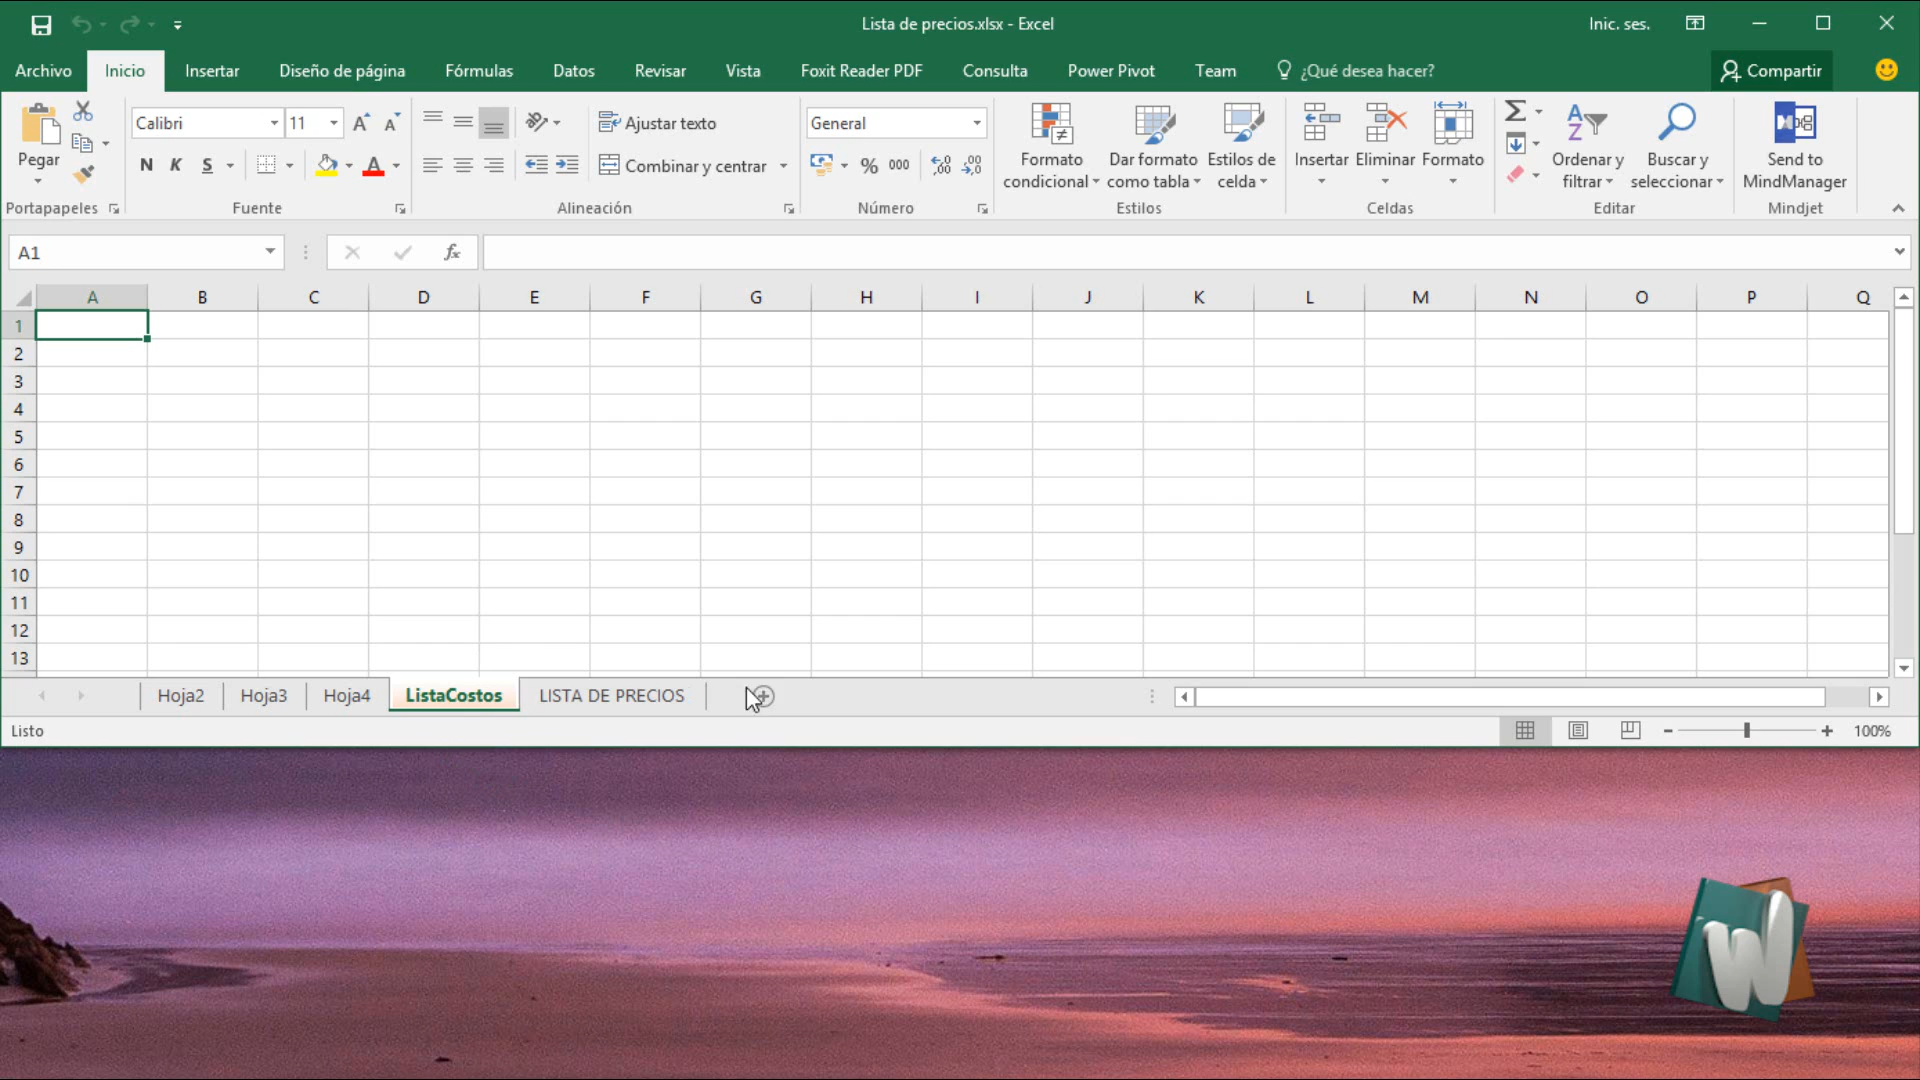 Lista de precios.xlsx - Excel
Inic. ses.
Archivo Inicio Insertar Diseño de página Fórmulas Datos Revisar Vista Foxit Reader PDF Consulta Power Pivot Team ¿Qué desea hacer? Compartir
Pegar
Portapapeles
Calibri 11
N K S
Fuente
Ajustar texto
Combinar y centrar
Alineación
General
% 000
Número
Formato condicional
Dar formato como tabla
Estilos de celda
Estilos
Insertar Eliminar Formato
Celdas
Ordenar y filtrar
Buscar y seleccionar
Editar
Send to MindManager
Mindjet
A1 fx
A B C D E F G H I J K L M N O P Q
1
2
3
4
5
6
7
8
9
10
11
12
13
Hoja2 Hoja3 Hoja4 ListaCostos LISTA DE PRECIOS
Listo 100%
W